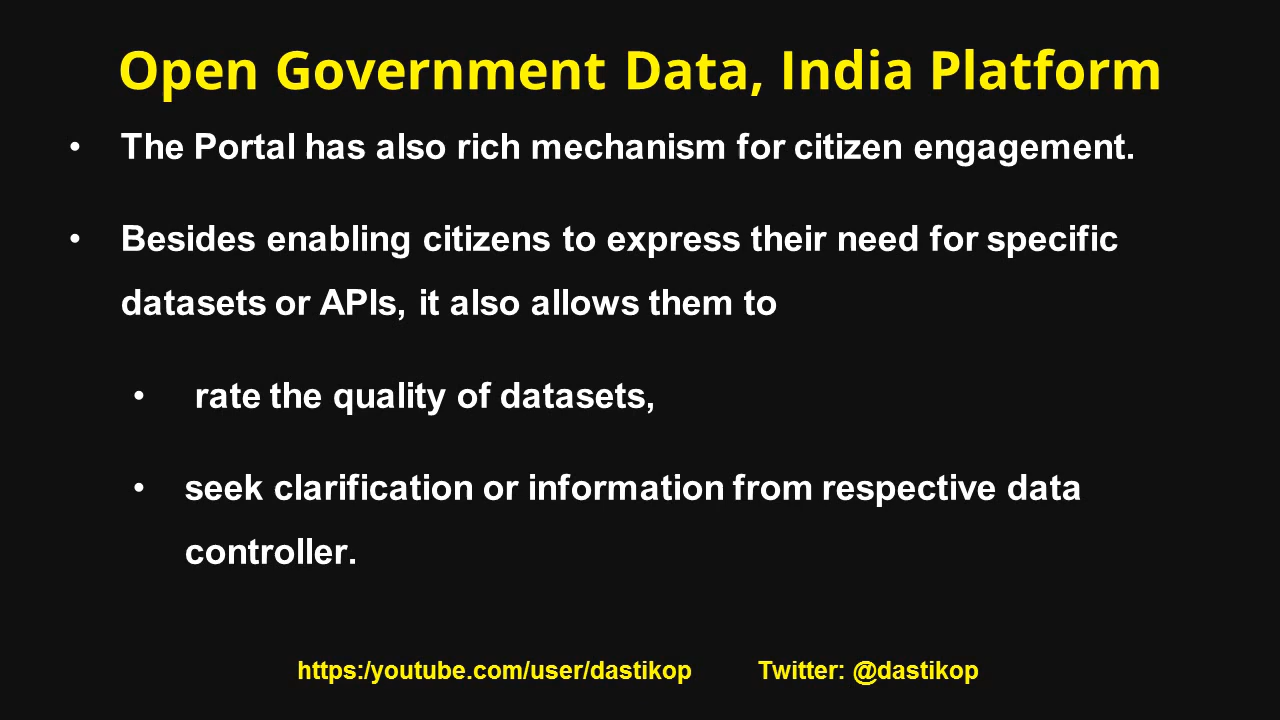 Open Government Data, India Platform
• The Portal has also rich mechanism for citizen engagement.
• Besides enabling citizens to express their need for specific
datasets or APIs, it also allows them to
• rate the quality of datasets,
• seek clarification or information from respective data
controller.
https:/youtube.com/user/dastikop Twitter: @dastikop